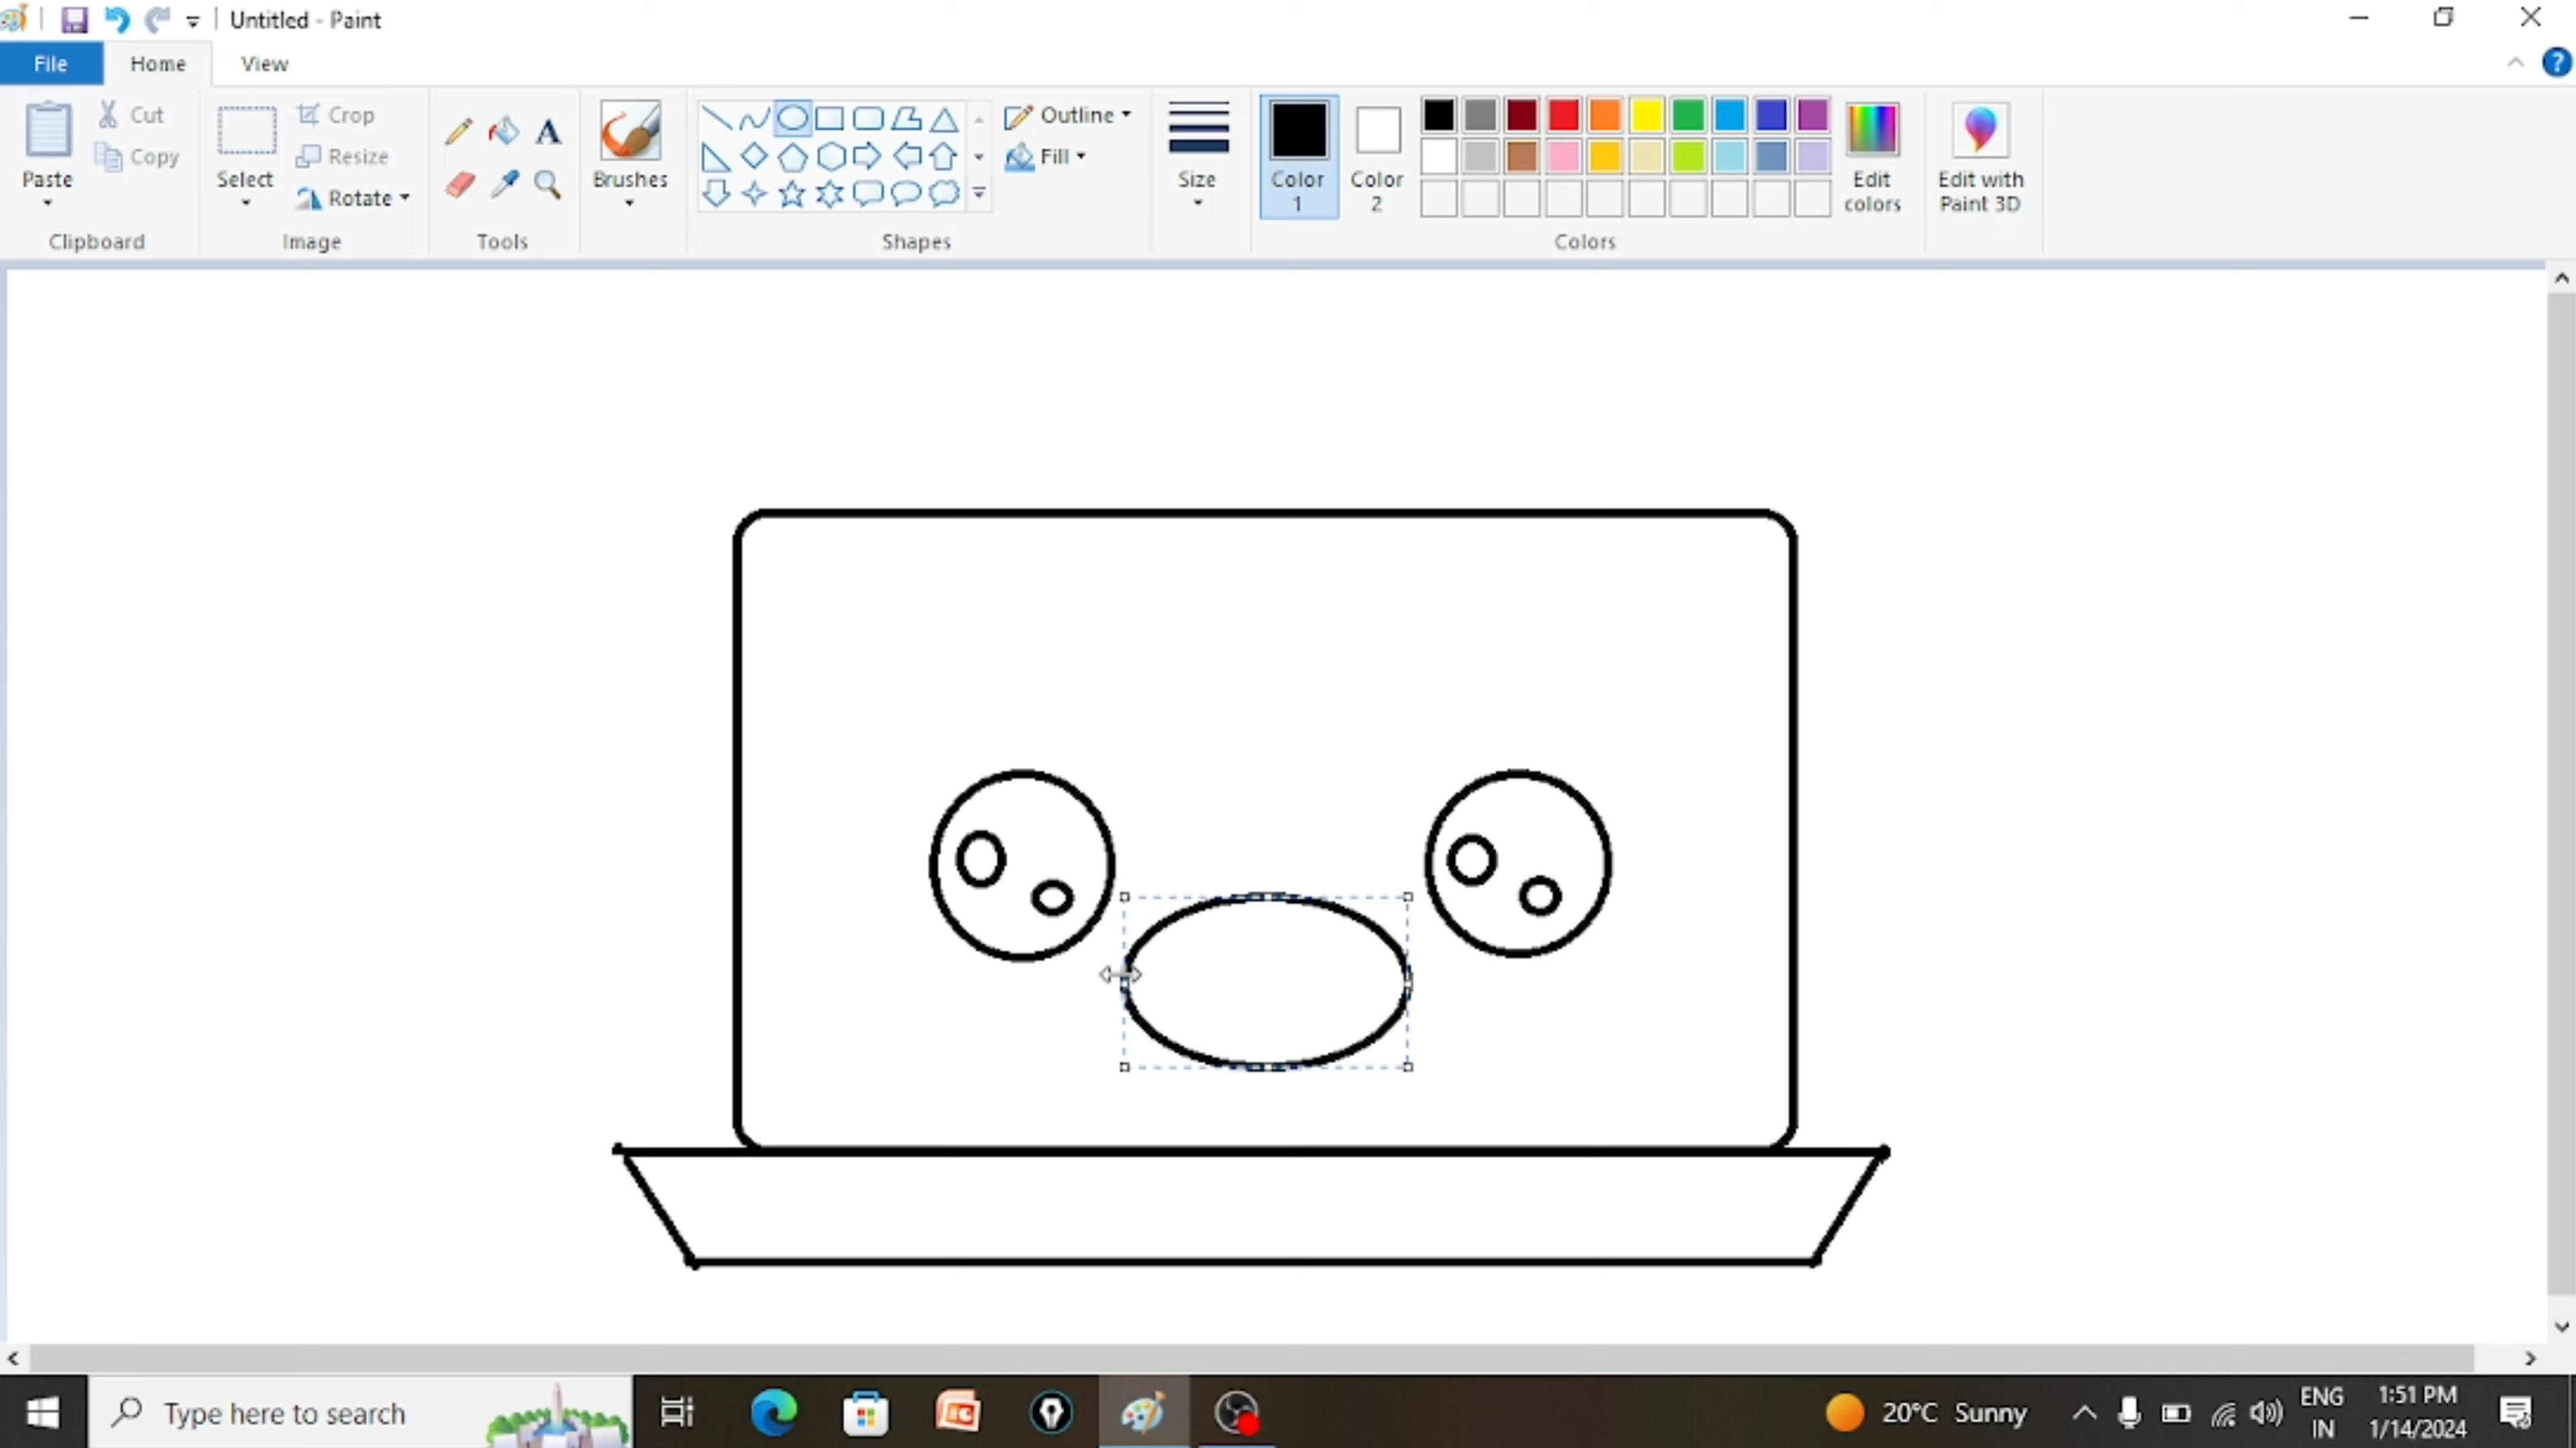 Untitled - Paint
File Home View
Paste
Cut
Copy
Clipboard
Select
Crop
Resize
Rotate
Image
A
Tools
Brushes
Shapes
Outline
Fill
Size
Color
1
Color
2
Colors
Edit
colors
Edit with
Paint 3D
?
Type here to search
20°C Sunny
ENG
IN
1:51 PM
1/14/2024